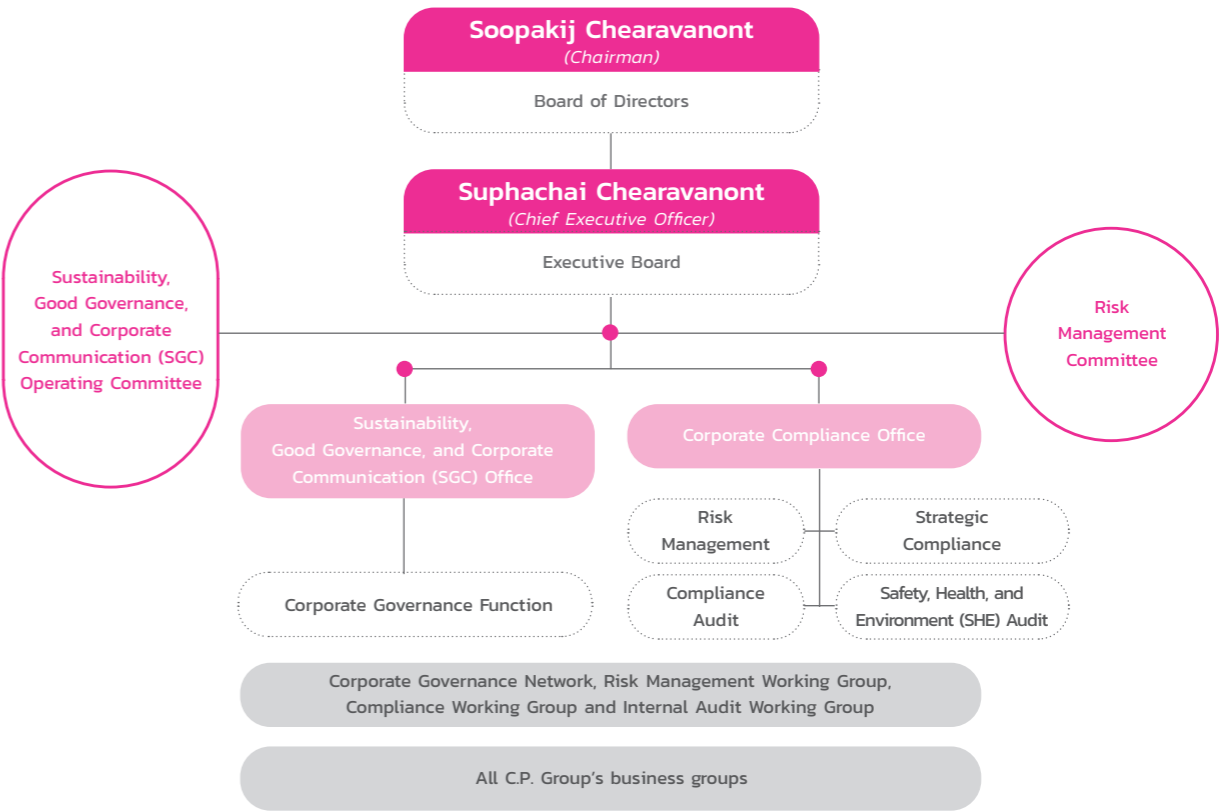 Soopakij Chearavanont
(Chairman)
Board of Directors
Suphachai Chearavanont
(Chief Executive Officer)
Executive Board
Sustainability,
Good Governance,
and Corporate
Communication (SGC)
Operating Committee
Risk
Management
Committee
Sustainability,
Good Governance, and Corporate
Communication (SGC) Office
Corporate Compliance Office
Risk
Management
Strategic
Compliance
Corporate Governance Function
Compliance
Audit
Safety, Health, and
Environment (SHE) Audit
Corporate Governance Network, Risk Management Working Group,
Compliance Working Group and Internal Audit Working Group
All C.P. Group's business groups